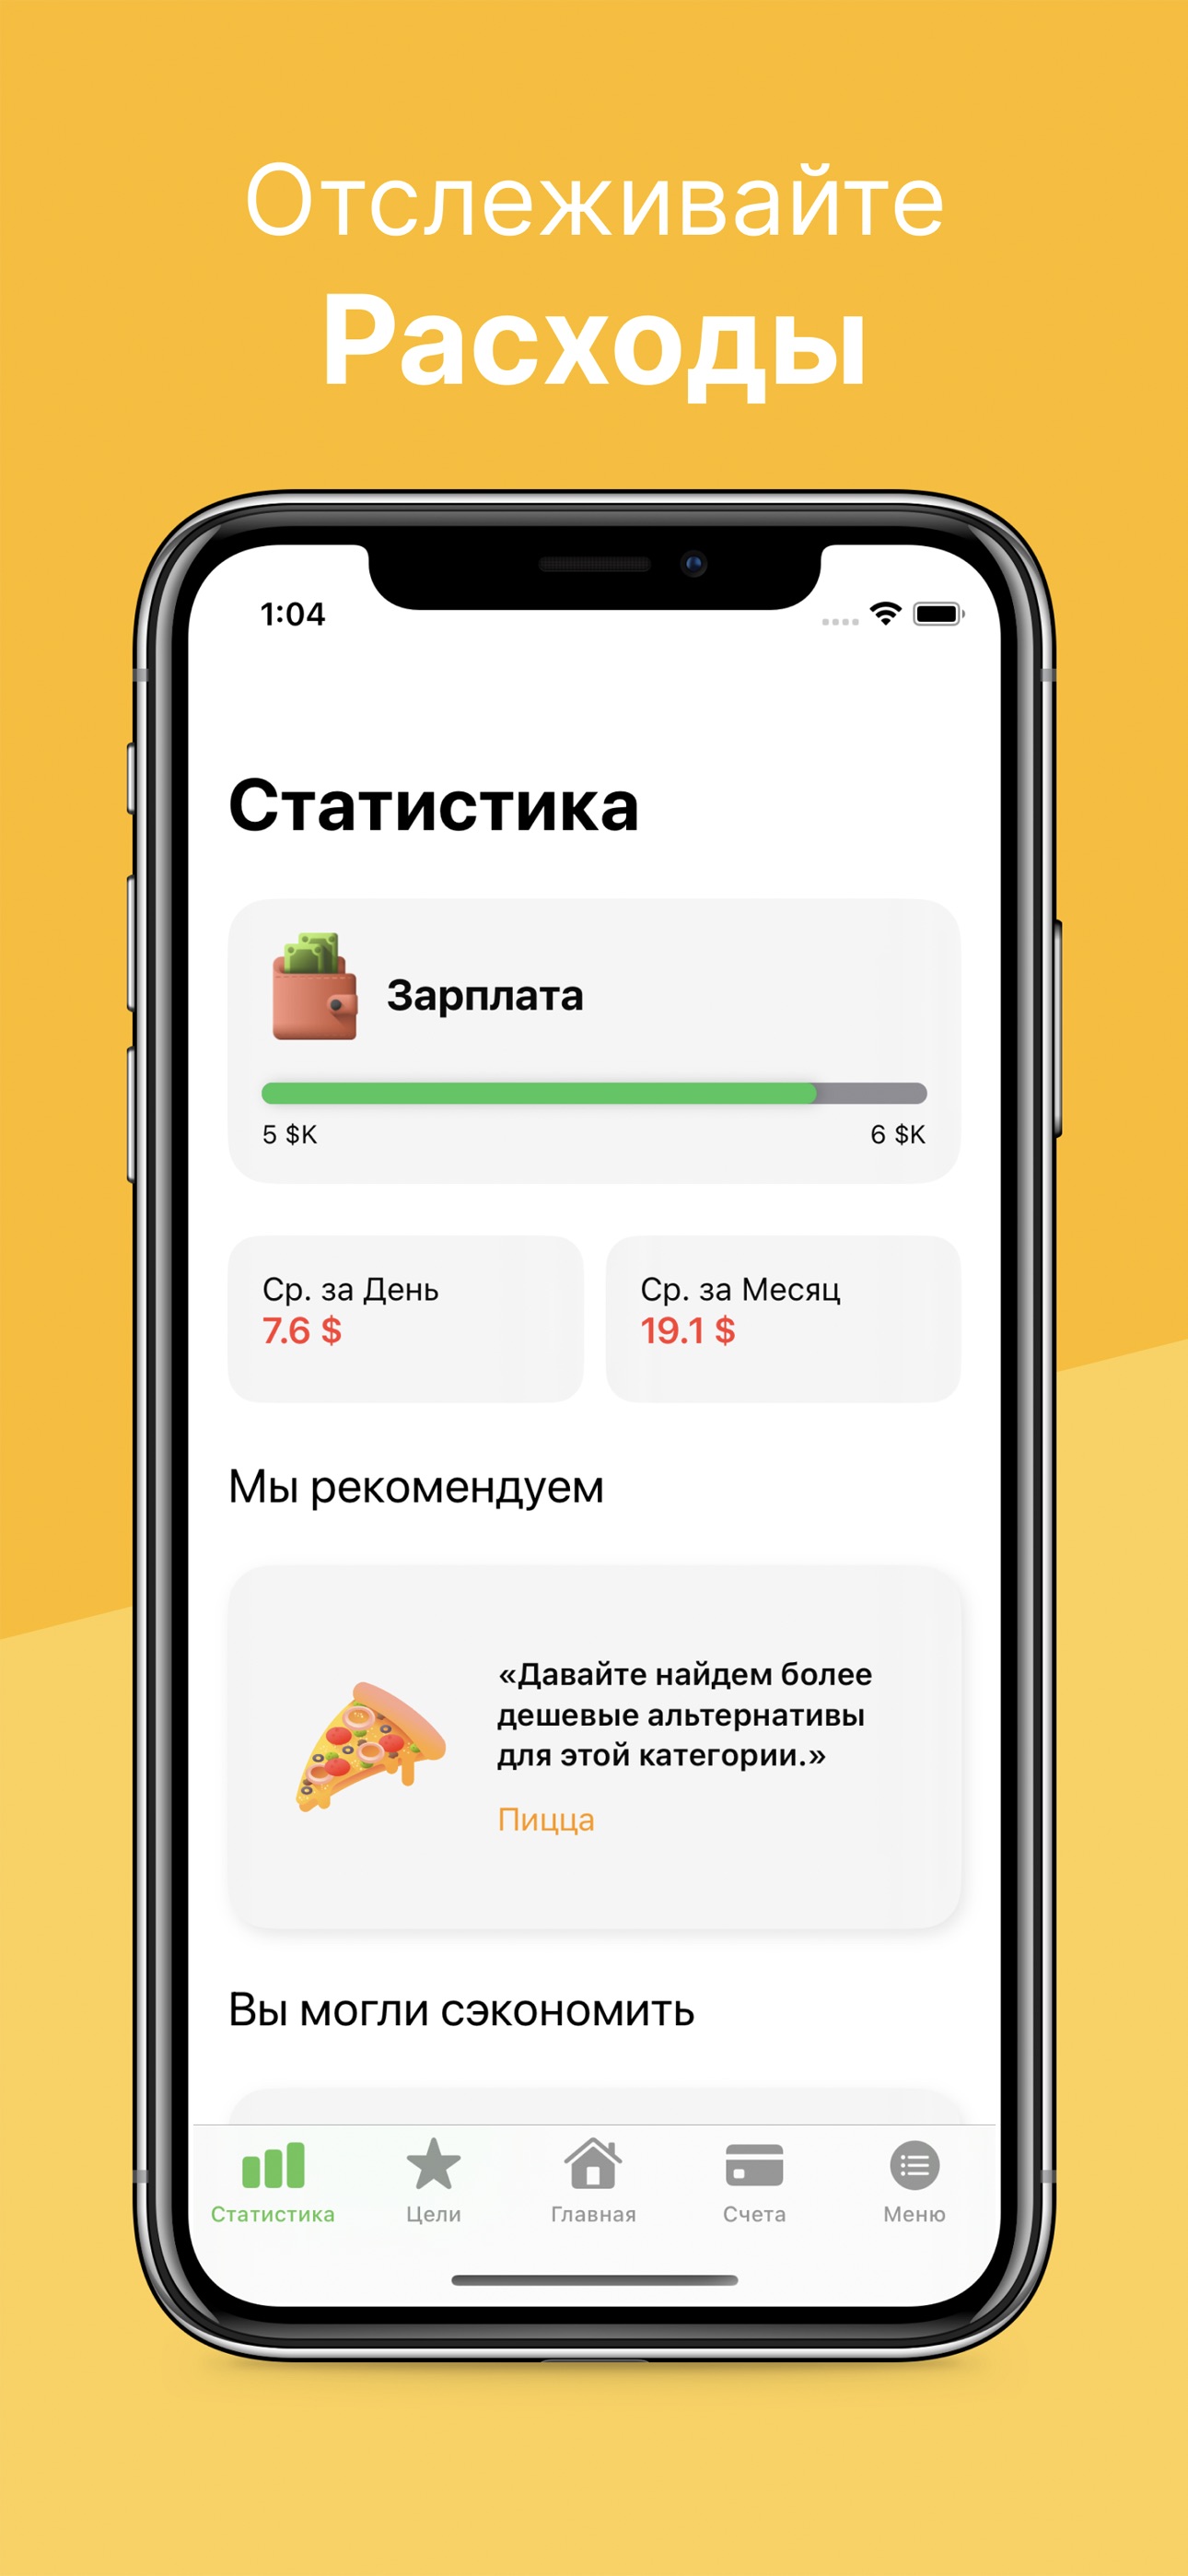 Отслеживайте
Расходы
1:04
Статистика
Зарплата
5 $K
6 $K
Ср. за День
7.6 $
Ср. за Месяц
19.1 $
Мы рекомендуем
«Давайте найдем более
дешевые альтернативы
для этой категории.»
Пицца
Вы могли сэкономить
Статистика
Цели
Главная
Счета
Меню